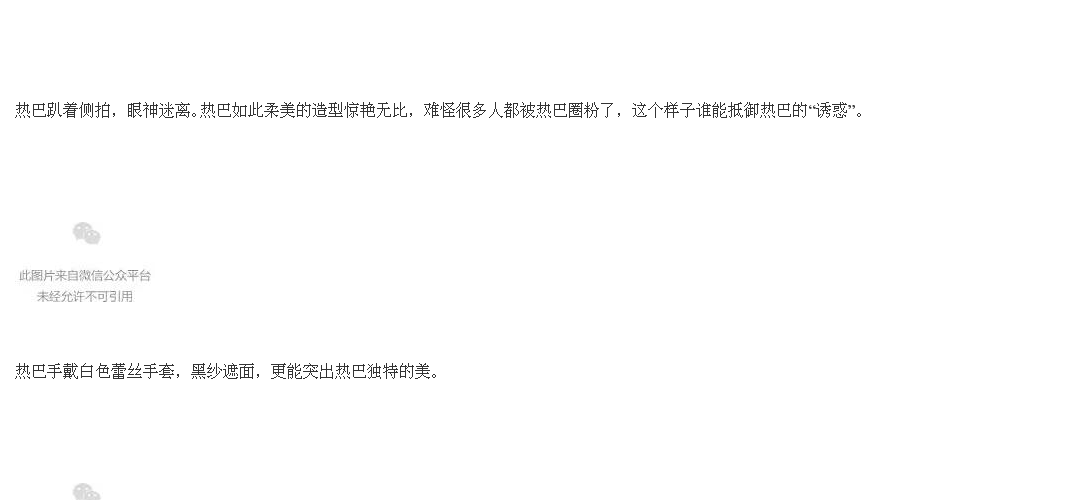 热巴趴着侧拍，眼神迷离。热巴如此柔美的造型惊艳无比，难怪很多人都被热巴圈粉了，这个样子谁能抵御热巴的“诱惑”。
此图片来自微信公众平台
未经允许不可引用
热巴手戴白色蕾丝手套，黑纱遮面，更能突出热巴独特的美。